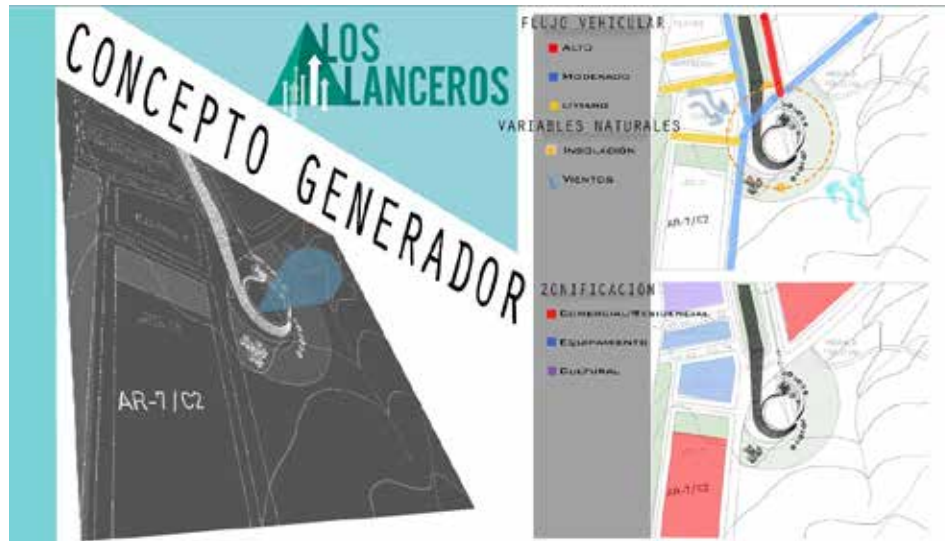 CONCEPTO GENERADOR
LOS
LANCEROS
AR-7/C2
FLUJO VEHICULAR
ALTO
MODERADO
LIVIANO
VARIABLES NATURALES
INSOLACIÓN
VIENTOS
AR-7/C2
ZONIFICACIÓN
COMERCIAL/RESIDENCIAL
EQUIPAMIENTO
CULTURAL
AR-7/C2